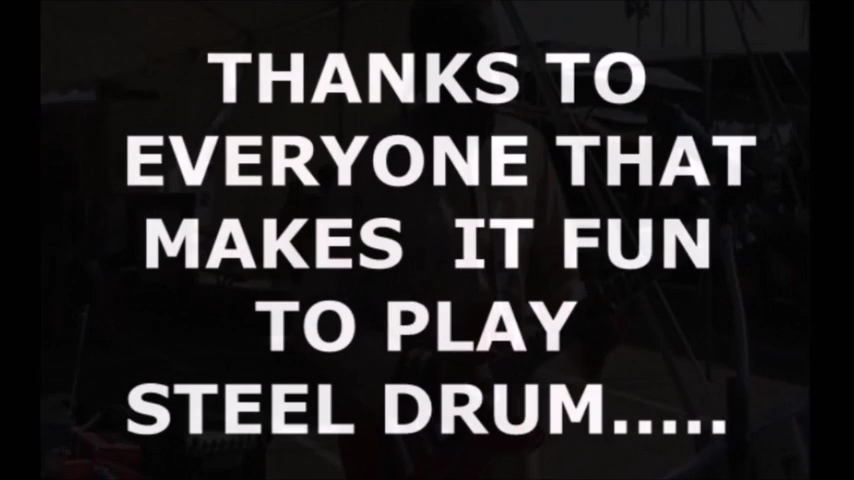 THANKS TO
EVERYONE THAT
MAKES  IT FUN
TO PLAY
STEEL DRUM.....